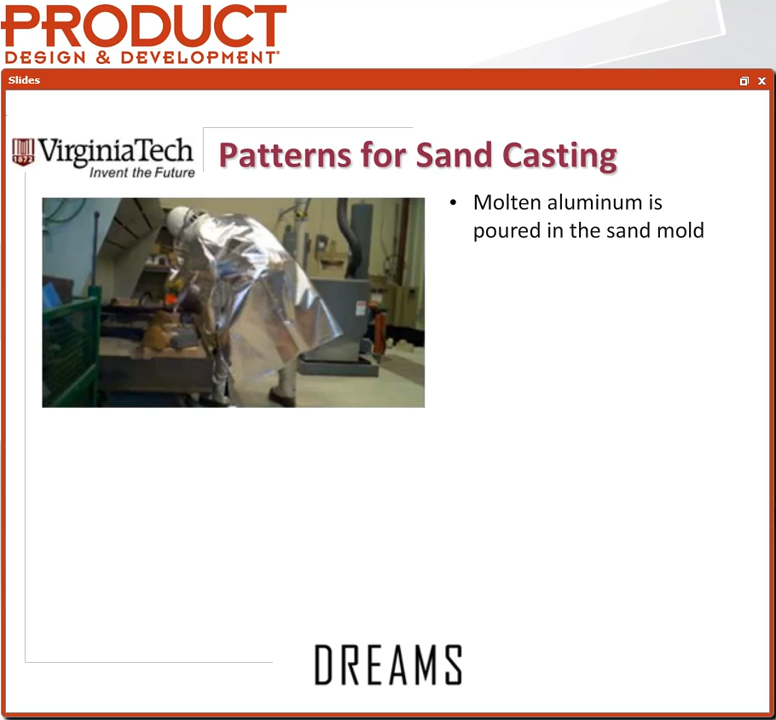 PRODUCT
DESIGN & DEVELOPMENT
Slides
VirginiaTech
1872
Invent the Future
Patterns for Sand Casting
• Molten aluminum is
poured in the sand mold
DREAMS